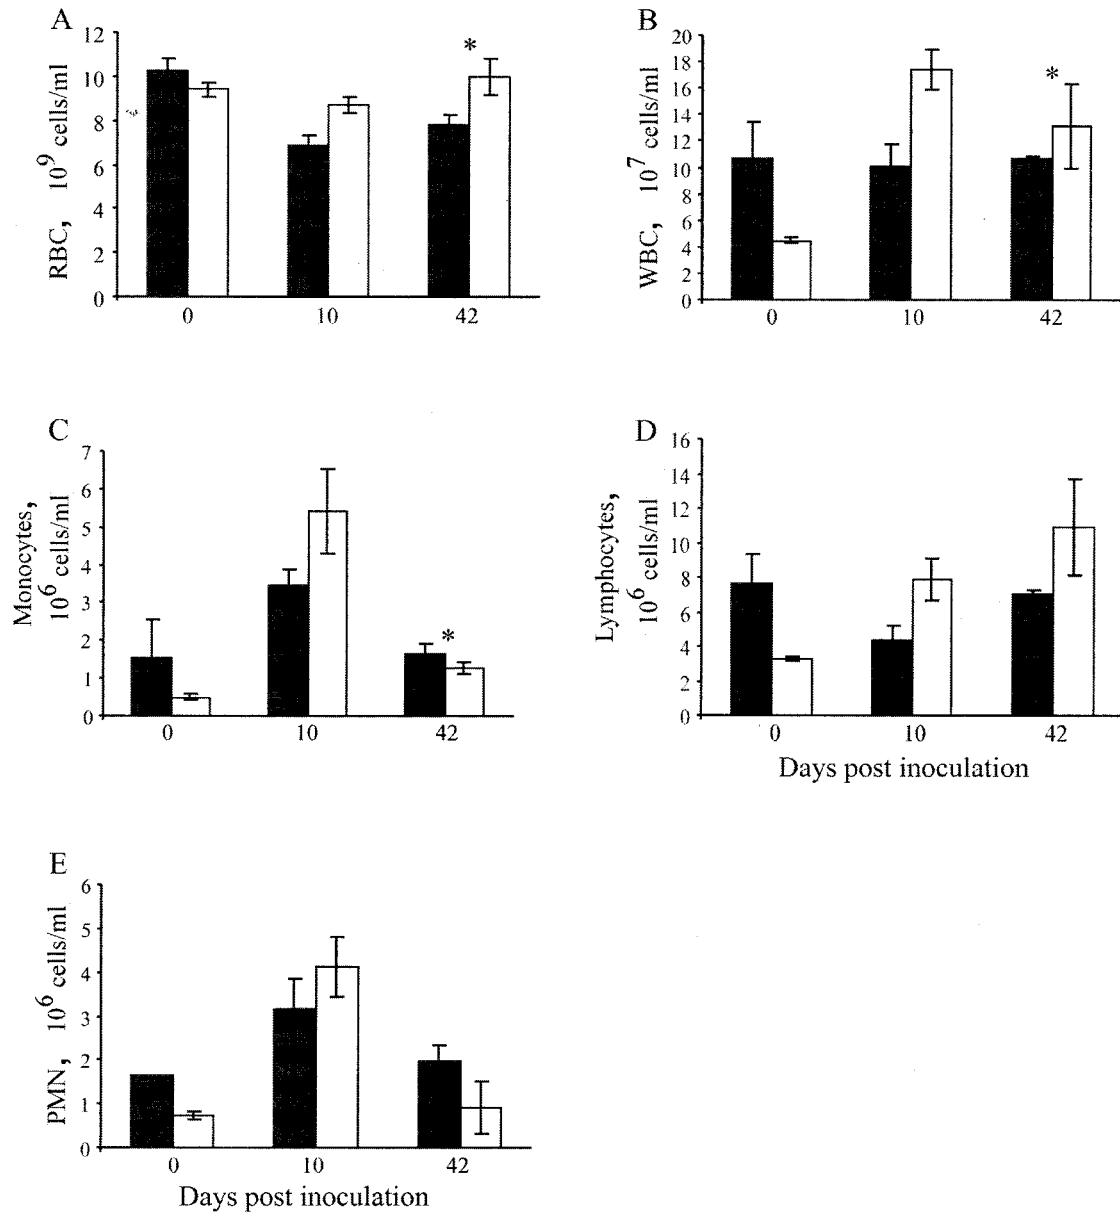 A
RBC, 10^9 cells/ml
12
10
8
6
4
2
0
*
0 10 42
B
WBC, 10^7 cells/ml
20
18
16
14
12
10
8
6
4
2
0
*
0 10 42
C
Monocytes,
10^6 cells/ml
7
6
5
4
3
2
1
0
*
0 10 42
D
Lymphocytes,
10^6 cells/ml
16
14
12
10
8
6
4
2
0
0 10 42
Days post inoculation
E
PMN, 10^6 cells/ml
6
5
4
3
2
1
0
0 10 42
Days post inoculation